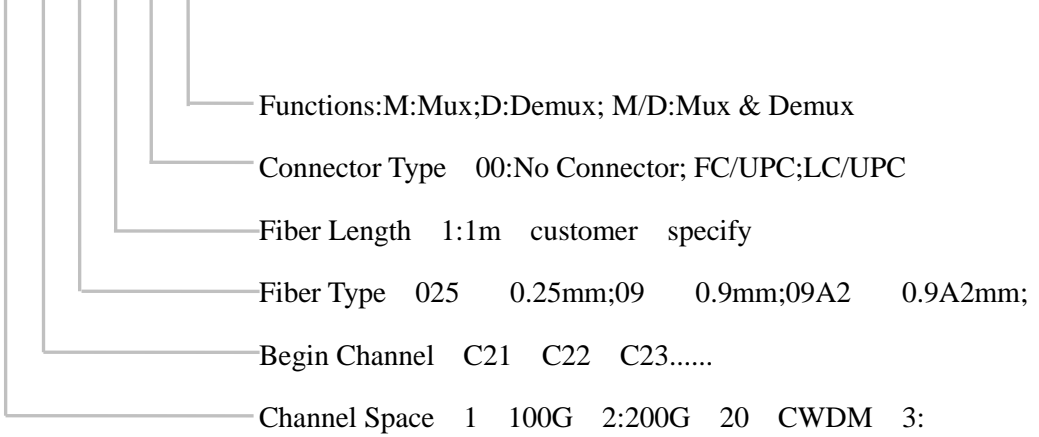 Functions:M:Mux;D:Demux; M/D:Mux & Demux
Connector Type 00:No Connector; FC/UPC;LC/UPC
Fiber Length 1:1m customer specify
Fiber Type 025 0.25mm;09 0.9mm;09A2 0.9A2mm;
Begin Channel C21 C22 C23......
Channel Space 1 100G 2:200G 20 CWDM 3: